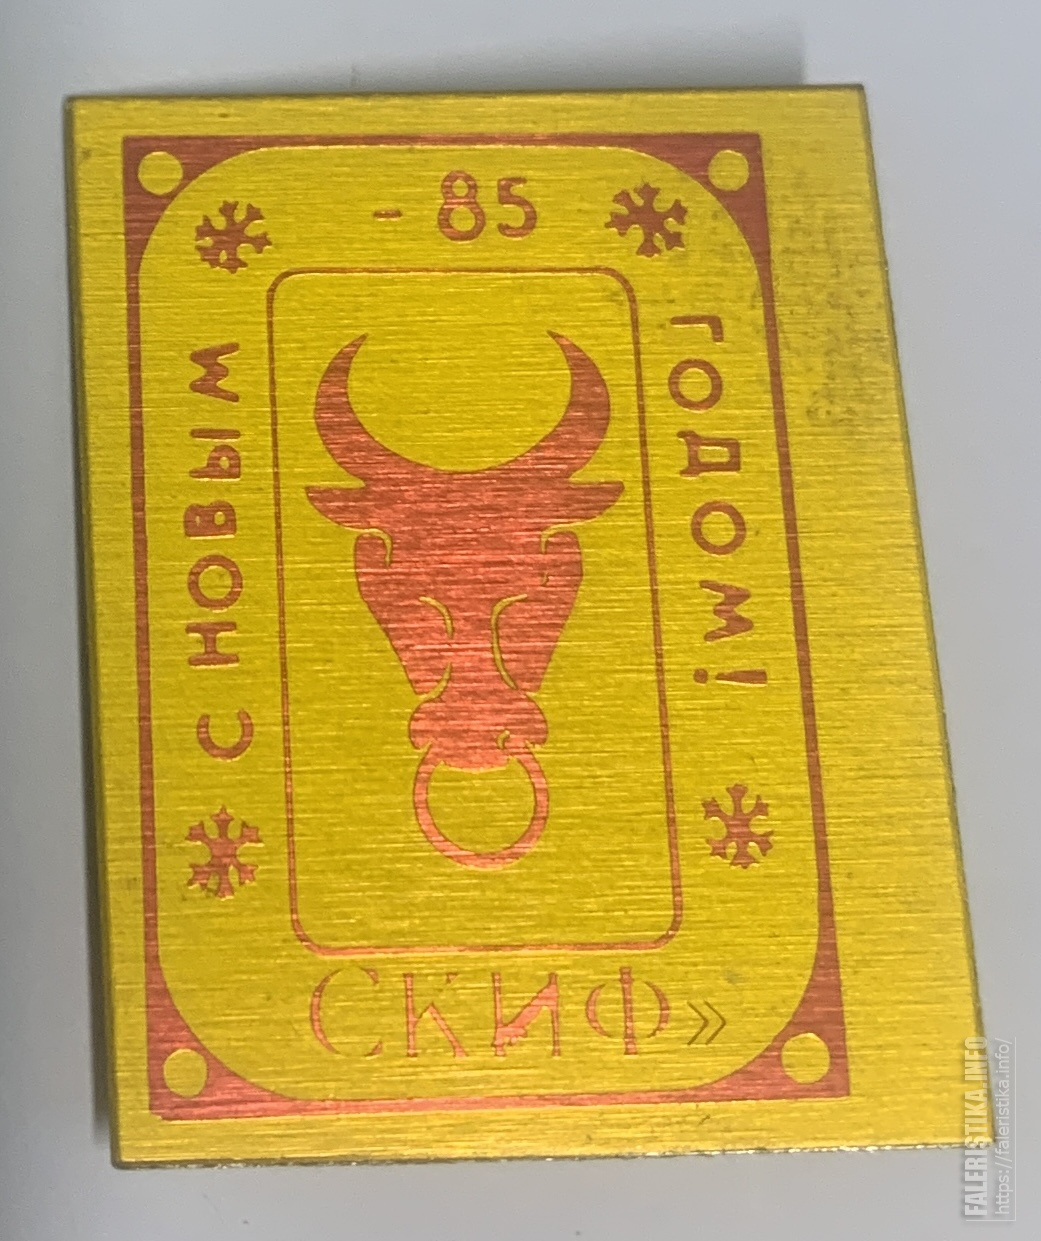 - 85
С НОВЫМ
ГОДОМ!
СКИФ»
FALERISTIKA.INFO
https://faleristika.info/